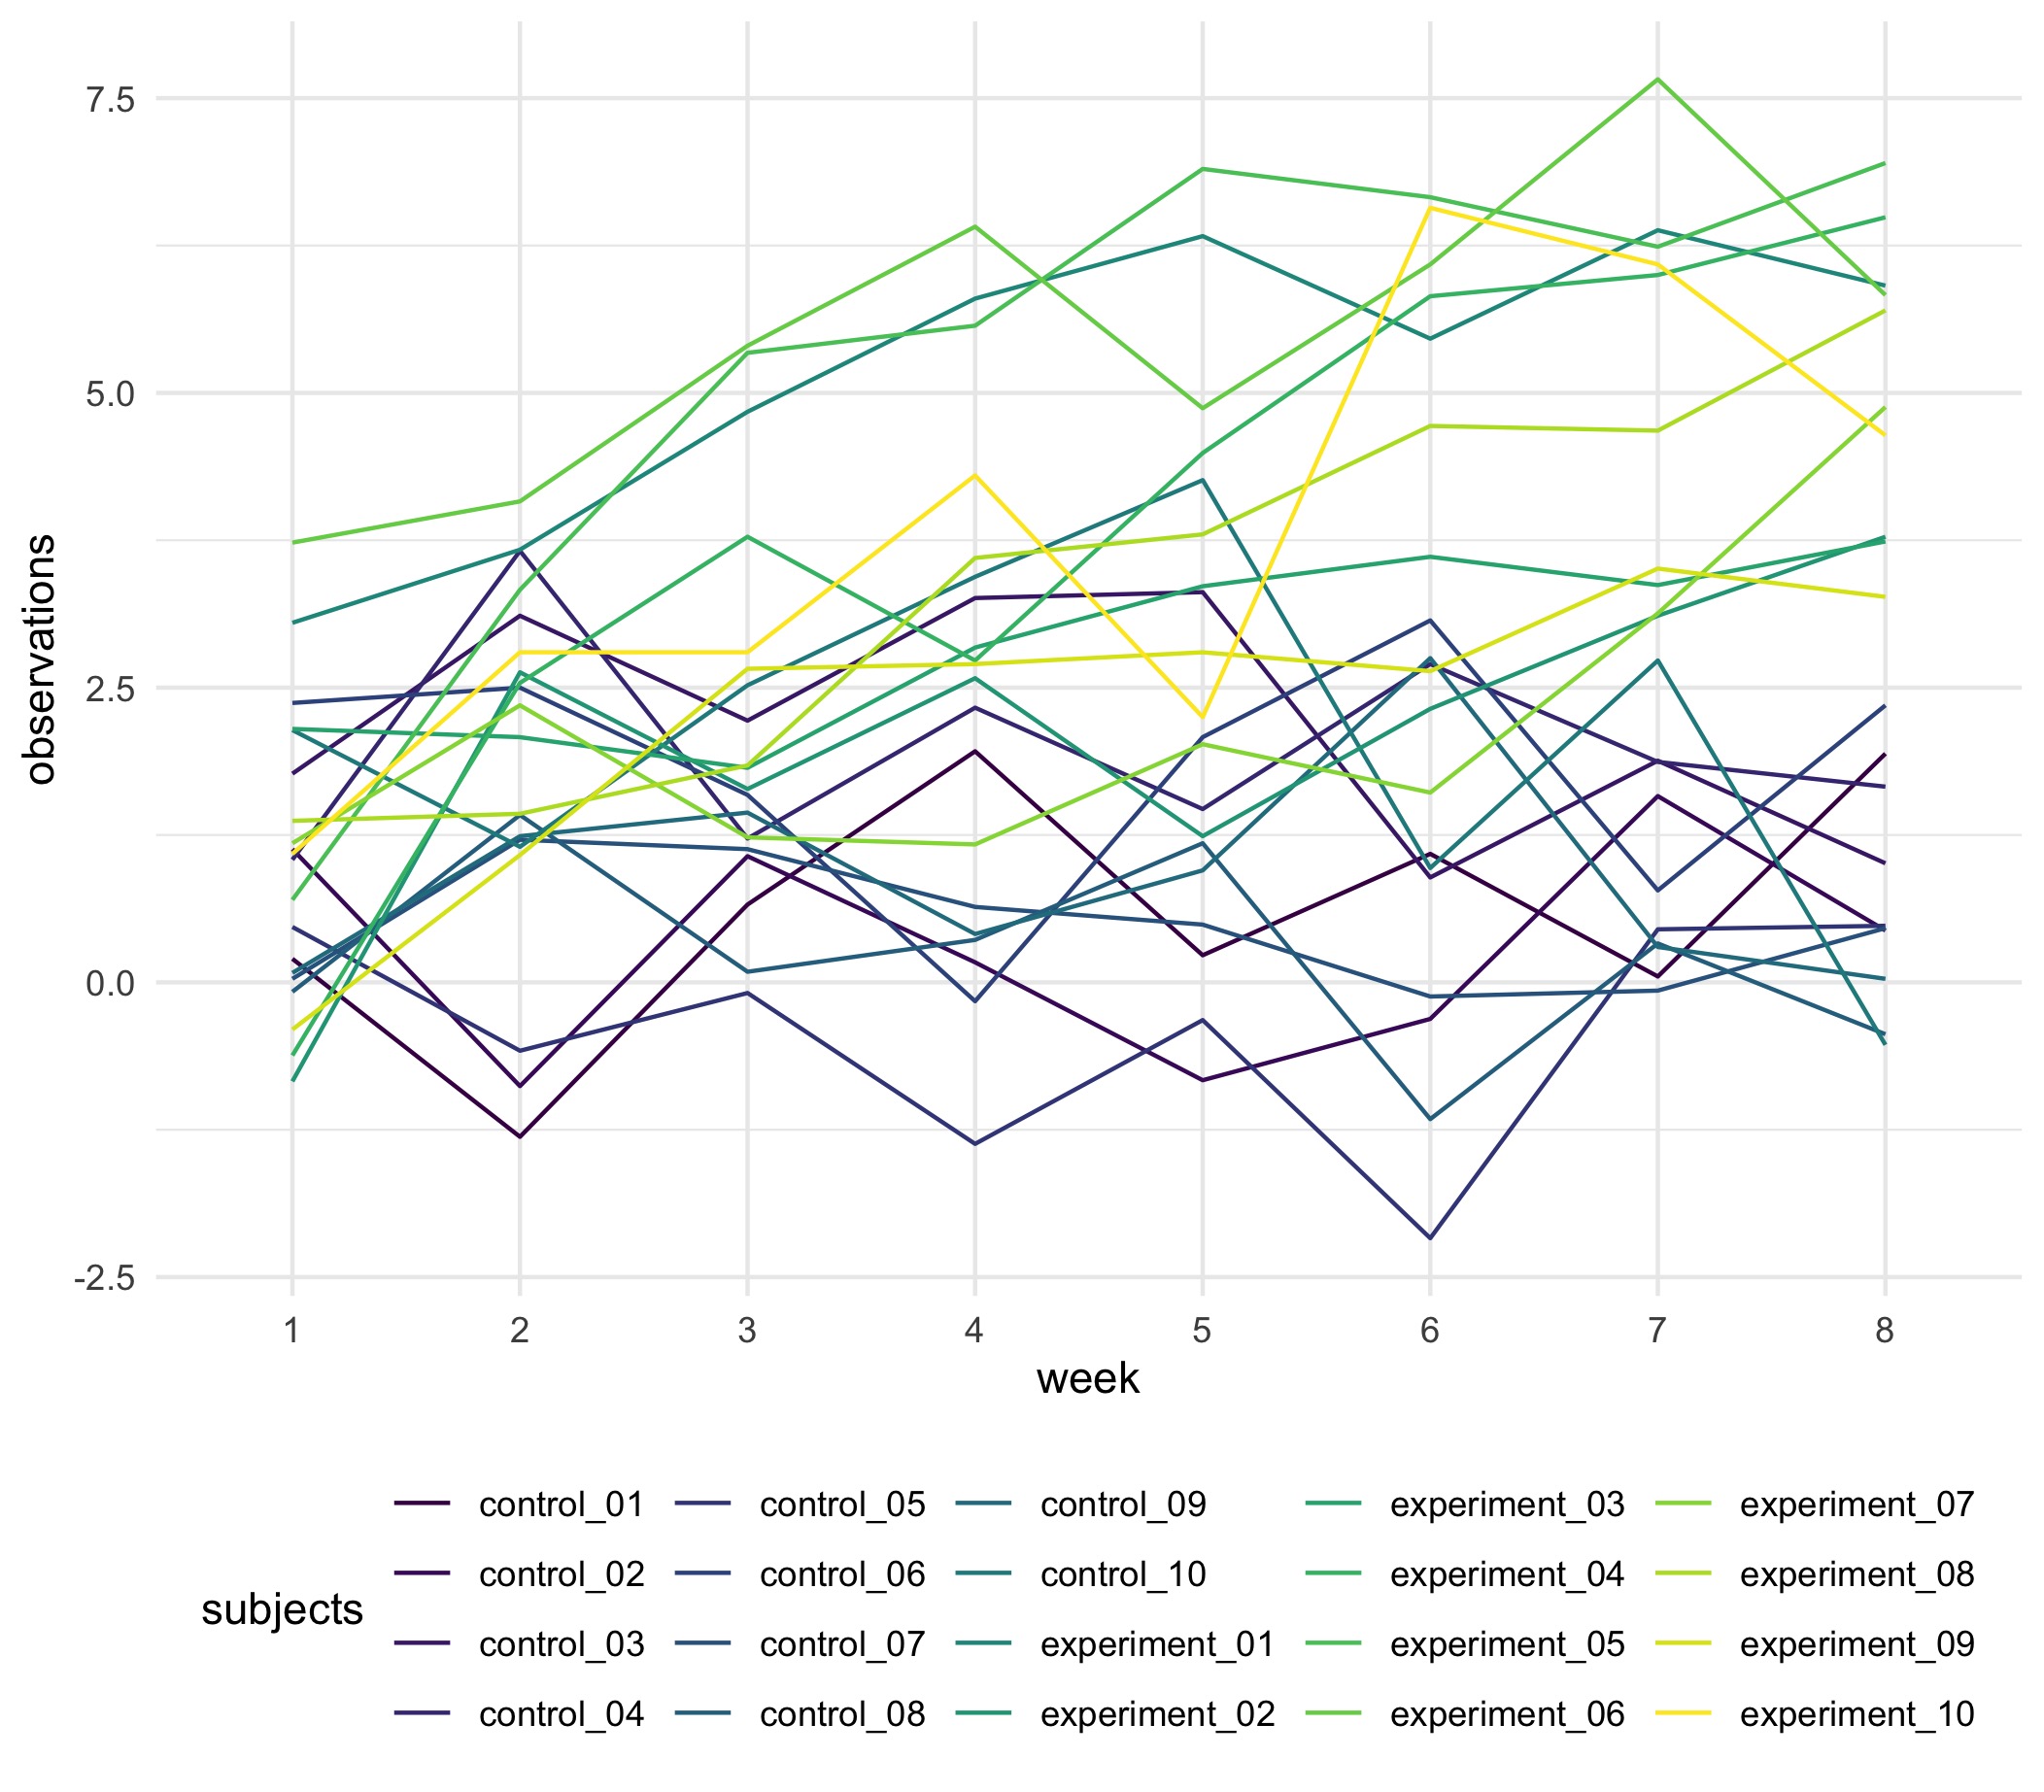 observations
7.5
5.0
2.5
0.0
-2.5
1 2 3 4 5 6 7 8
week
subjects
control_01 control_05 control_09 experiment_03 experiment_07
control_02 control_06 control_10 experiment_04 experiment_08
control_03 control_07 experiment_01 experiment_05 experiment_09
control_04 control_08 experiment_02 experiment_06 experiment_10